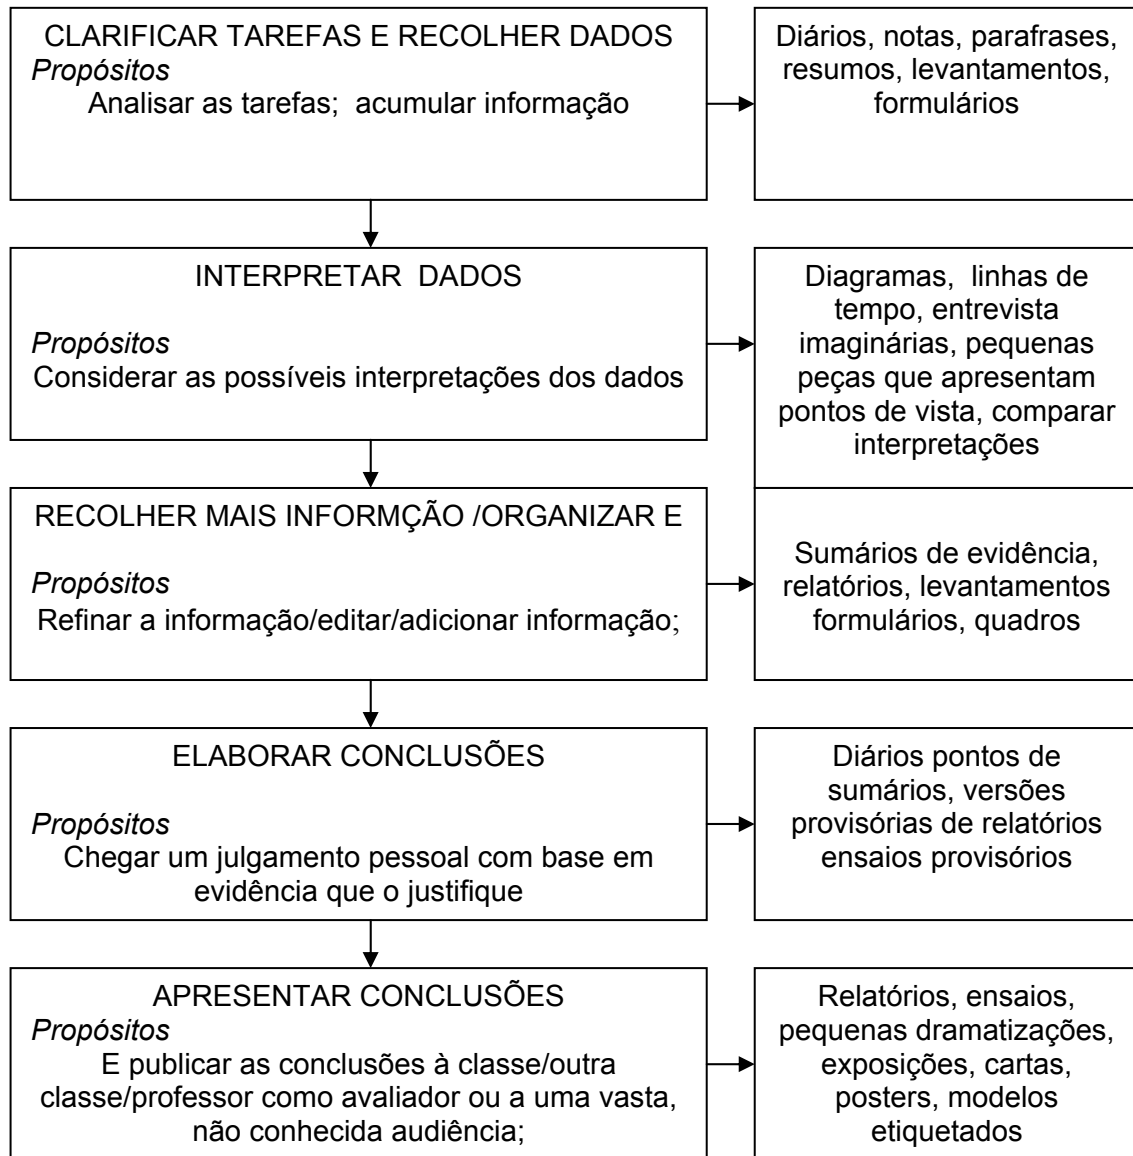 CLARIFICAR TAREFAS E RECOLHER DADOS
Propósitos
Analisar as tarefas; acumular informação
Diários, notas, parafrases,
resumos, levantamentos,
formulários
INTERPRETAR DADOS
Propósitos
Considerar as possíveis interpretações dos dados
Diagramas, linhas de
tempo, entrevista
imaginárias, pequenas
peças que apresentam
pontos de vista, comparar
interpretações
RECOLHER MAIS INFORMÇÃO /ORGANIZAR E
Propósitos
Refinar a informação/editar/adicionar informação;
Sumários de evidência,
relatórios, levantamentos
formulários, quadros
ELABORAR CONCLUSÕES
Propósitos
Chegar um julgamento pessoal com base em
evidência que o justifique
Diários pontos de
sumários, versões
provisórias de relatórios
ensaios provisórios
APRESENTAR CONCLUSÕES
Propósitos
E publicar as conclusões à classe/outra
classe/professor como avaliador ou a uma vasta,
não conhecida audiência;
Relatórios, ensaios,
pequenas dramatizações,
exposições, cartas,
posters, modelos
etiquetados